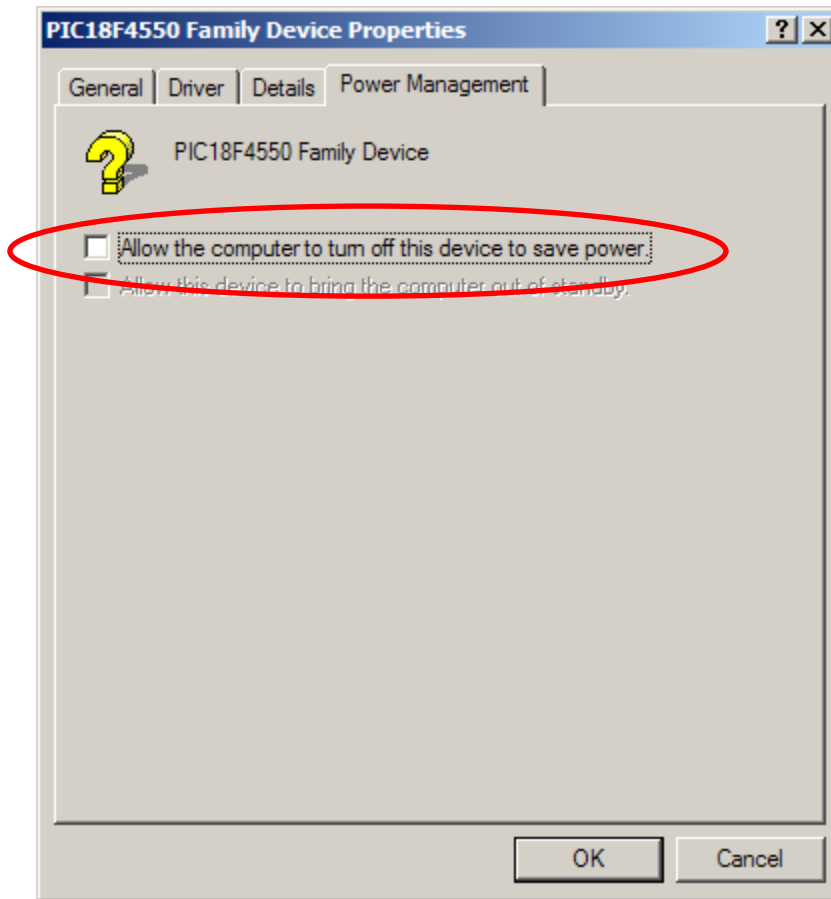 PIC18F4550 Family Device Properties
General Driver Details Power Management
PIC18F4550 Family Device
Allow the computer to turn off this device to save power.
Allow this device to bring the computer out of standby.
OK Cancel